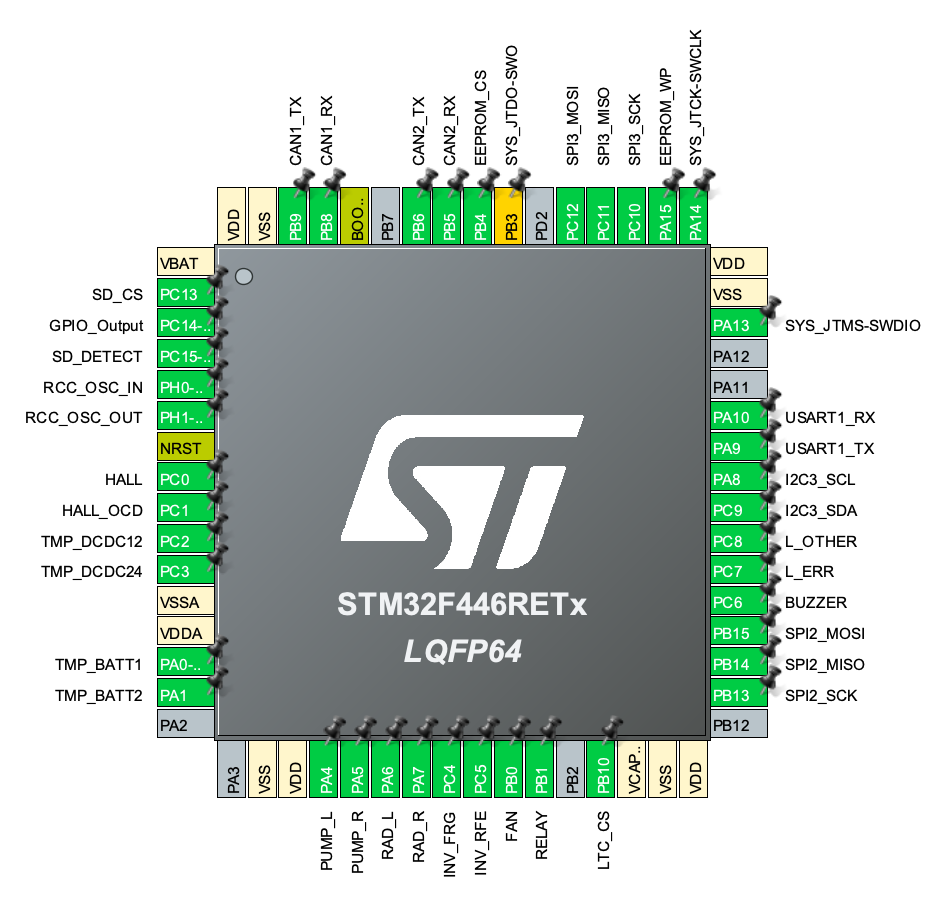 CAN1_TX
CAN1_RX
CAN2_TX
CAN2_RX
EEPROM_CS
SYS_JTDO-SWO
SPI3_MOSI
SPI3_MISO
SPI3_SCK
EEPROM_WP
SYS_JTCK-SWCLK
VDD
VSS
PB9
PB8
BOO..
PB7
PB6
PB5
PB4
PB3
PD2
PC12
PC11
PC10
PA15
PA14
VBAT
SD_CS PC13
GPIO_Output PC14-..
SD_DETECT PC15-..
RCC_OSC_IN PH0-..
RCC_OSC_OUT PH1-..
NRST
HALL PC0
HALL_OCD PC1
TMP_DCDC12 PC2
TMP_DCDC24 PC3
VSSA
VDDA
TMP_BATT1 PA0-..
TMP_BATT2 PA1
PA2
ST
STM32F446RETx
LQFP64
VDD
VSS
PA13 SYS_JTMS-SWDIO
PA12
PA11
PA10 USART1_RX
PA9 USART1_TX
PA8 I2C3_SCL
PC9 I2C3_SDA
PC8 L_OTHER
PC7 L_ERR
PC6 BUZZER
PB15 SPI2_MOSI
PB14 SPI2_MISO
PB13 SPI2_SCK
PB12
PA3
VSS
VDD
PA4
PA5
PA6
PA7
PC4
PC5
PB0
PB1
PB2
PB10
VCAP..
VSS
VDD
PUMP_L
PUMP_R
RAD_L
RAD_R
INV_FRG
INV_RFE
FAN
RELAY
LTC_CS